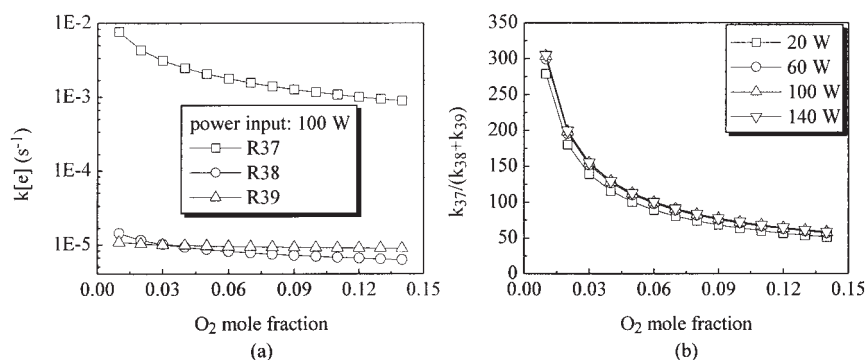 1E-2
1E-3
1E-4
1E-5
k[e] (s⁻¹)
power input: 100 W
R37
R38
R39
0.00 0.03 0.06 0.09 0.12 0.15
O₂ mole fraction
(a)
350
300
250
200
150
100
50
0
k₃₇/(k₃₈+k₃₉)
20 W
60 W
100 W
140 W
0.00 0.03 0.06 0.09 0.12 0.15
O₂ mole fraction
(b)